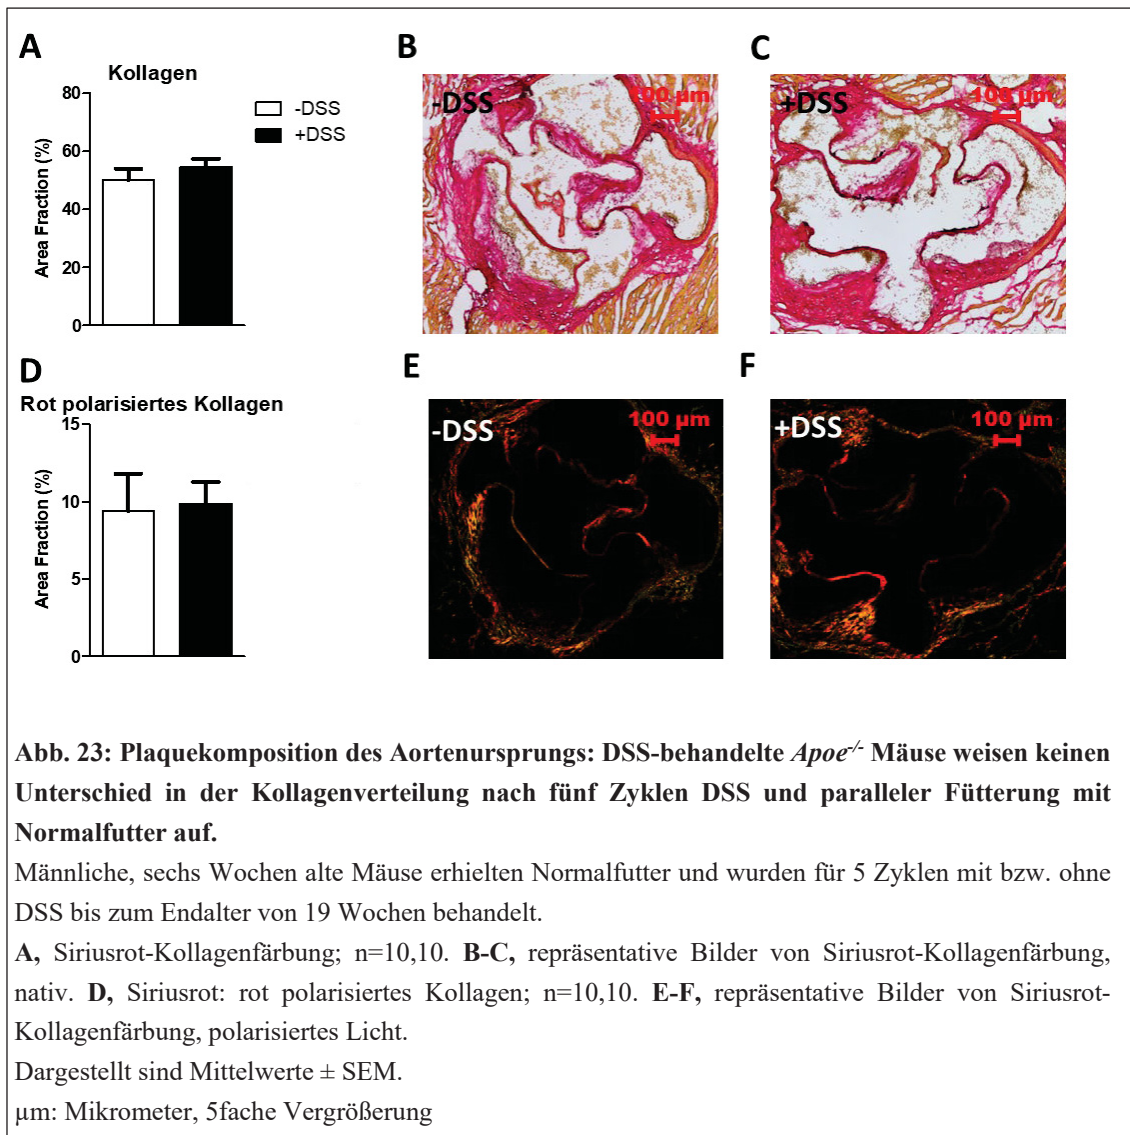 A
Kollagen
80
60
40
20
0
Area Fraction (%)
-DSS
+DSS
B
-DSS
100 µm
C
+DSS
100 µm
D
Rot polarisiertes Kollagen
15
10
5
0
Area Fraction (%)
E
-DSS
100 µm
F
+DSS
100 µm
Abb. 23: Plaquekomposition des Aortenursprungs: DSS-behandelte Apoe-/- Mäuse weisen keinen
Unterschied in der Kollagenverteilung nach fünf Zyklen DSS und paralleler Fütterung mit
Normalfutter auf.
Männliche, sechs Wochen alte Mäuse erhielten Normalfutter und wurden für 5 Zyklen mit bzw. ohne
DSS bis zum Endalter von 19 Wochen behandelt.
A, Siriusrot-Kollagenfärbung; n=10,10. B-C, repräsentative Bilder von Siriusrot-Kollagenfärbung,
nativ. D, Siriusrot: rot polarisiertes Kollagen; n=10,10. E-F, repräsentative Bilder von Siriusrot-
Kollagenfärbung, polarisiertes Licht.
Dargestellt sind Mittelwerte ± SEM.
µm: Mikrometer, 5fache Vergrößerung